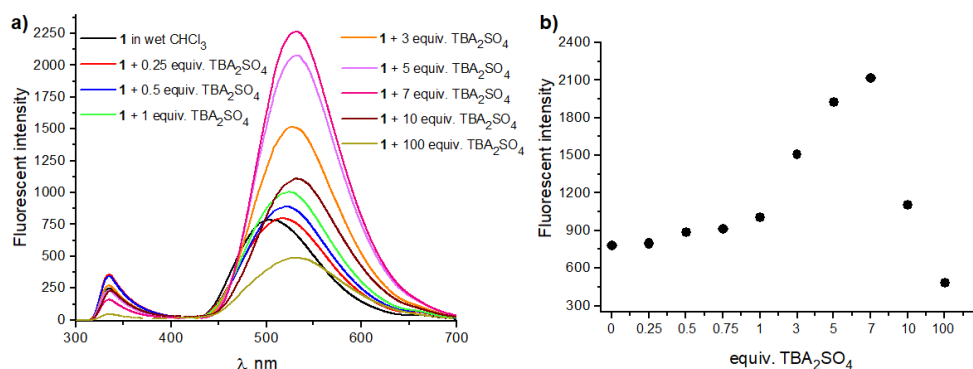 a)
Fluorescent intensity
2250
2000
1750
1500
1250
1000
750
500
250
0
1 in wet CHCl3
1 + 0.25 equiv. TBA2SO4
1 + 0.5 equiv. TBA2SO4
1 + 1 equiv. TBA2SO4
1 + 3 equiv. TBA2SO4
1 + 5 equiv. TBA2SO4
1 + 7 equiv. TBA2SO4
1 + 10 equiv. TBA2SO4
1 + 100 equiv. TBA2SO4
300 400 500 600 700
λ, nm
b)
Fluorescent intensity
2400
2100
1800
1500
1200
900
600
300
0 0.25 0.5 0.75 1 3 5 7 10 100
equiv. TBA2SO4